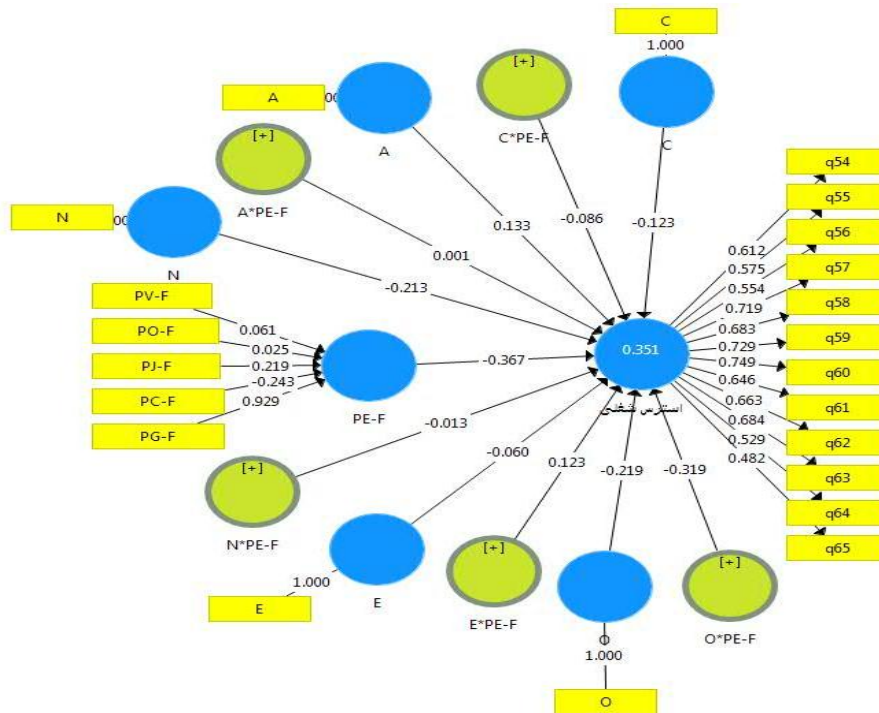 C
1.000
[+]
C
C*PE-F
A
00
A
[+]
A*PE-F
N
00
N
-0.086
-0.123
0.133
0.001
-0.213
q54
q55
q56
q57
q58
q59
q60
q61
q62
q63
q64
q65
0.612
0.575
0.554
0.719
0.683
0.729
0.749
0.646
0.663
0.684
0.529
0.482
PV-F
PO-F
PJ-F
PC-F
PG-F
0.061
0.025
0.219
-0.243
0.929
PE-F
-0.367
0.351
استرس شغلی
-0.013
-0.060
0.123
-0.219
-0.319
[+]
N*PE-F
E
1.000
E
[+]
E*PE-F
O
1.000
O
[+]
O*PE-F